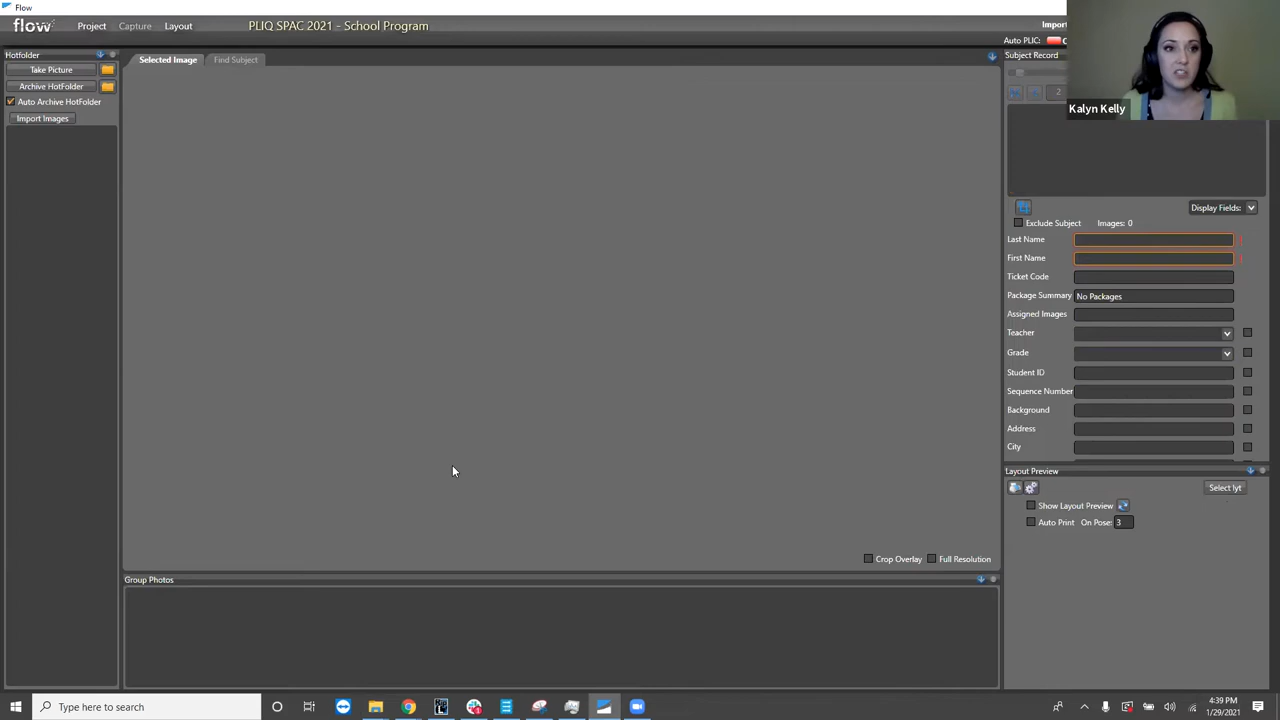 Flow
flow Project Capture Layout PLIQ SPAC 2021 - School Program Import
Auto PLIC: C
Hotfolder
Take Picture
Archive HotFolder
Auto Archive HotFolder
Import Images
Selected Image Find Subject
Crop Overlay Full Resolution
Group Photos
Subject Record
2
Kalyn Kelly
Display Fields:
Exclude Subject Images: 0
Last Name
First Name
Ticket Code
Package Summary No Packages
Assigned Images
Teacher
Grade
Student ID
Sequence Number
Background
Address
City
Layout Preview
Select lyt
Show Layout Preview
Auto Print On Pose: 3
Type here to search
4:39 PM
1/29/2021